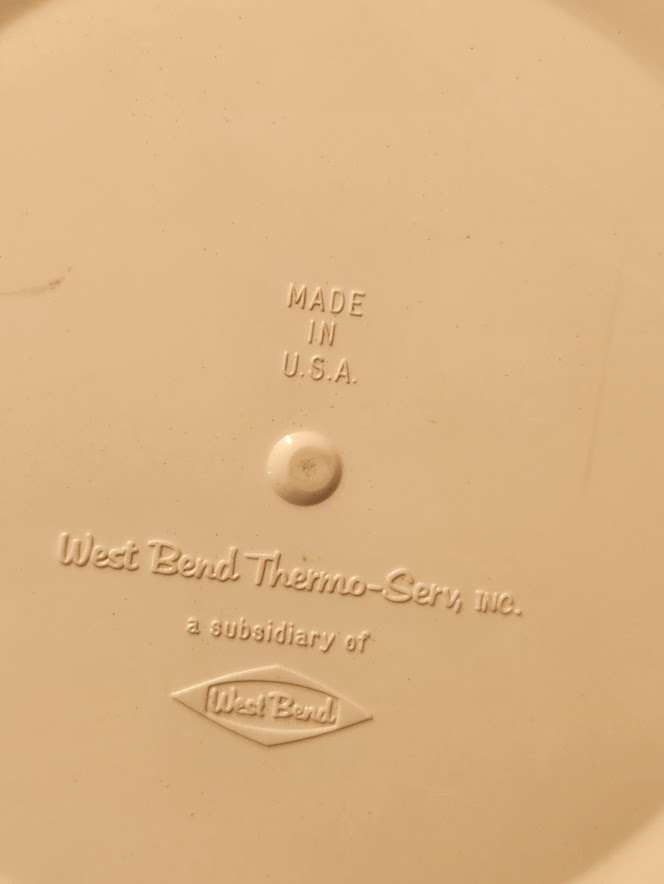 MADE
IN
U.S.A.
West Bend Thermo-Serv, INC.
a subsidiary of
West Bend